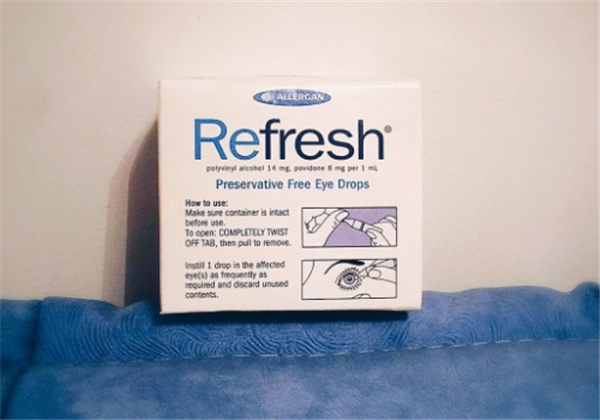 ALLERGAN
Refresh®
polyvinyl alcohol 14 mg, povidone 6 mg per 1 mL
Preservative Free Eye Drops
How to use:
Make sure container is intact
before use.
To open: COMPLETELY TWIST
OFF TAB, then pull to remove.
Instill 1 drop in the affected
eye(s) as frequently as
required and discard unused
contents.